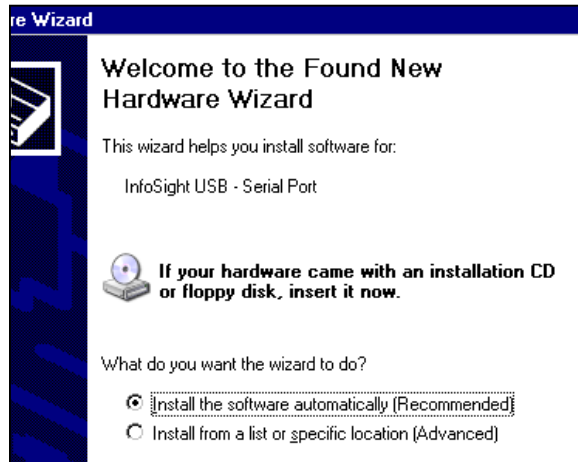 re Wizard
Welcome to the Found New
Hardware Wizard
This wizard helps you install software for:
InfoSight USB - Serial Port
If your hardware came with an installation CD
or floppy disk, insert it now.
What do you want the wizard to do?
Install the software automatically (Recommended)
Install from a list or specific location (Advanced)